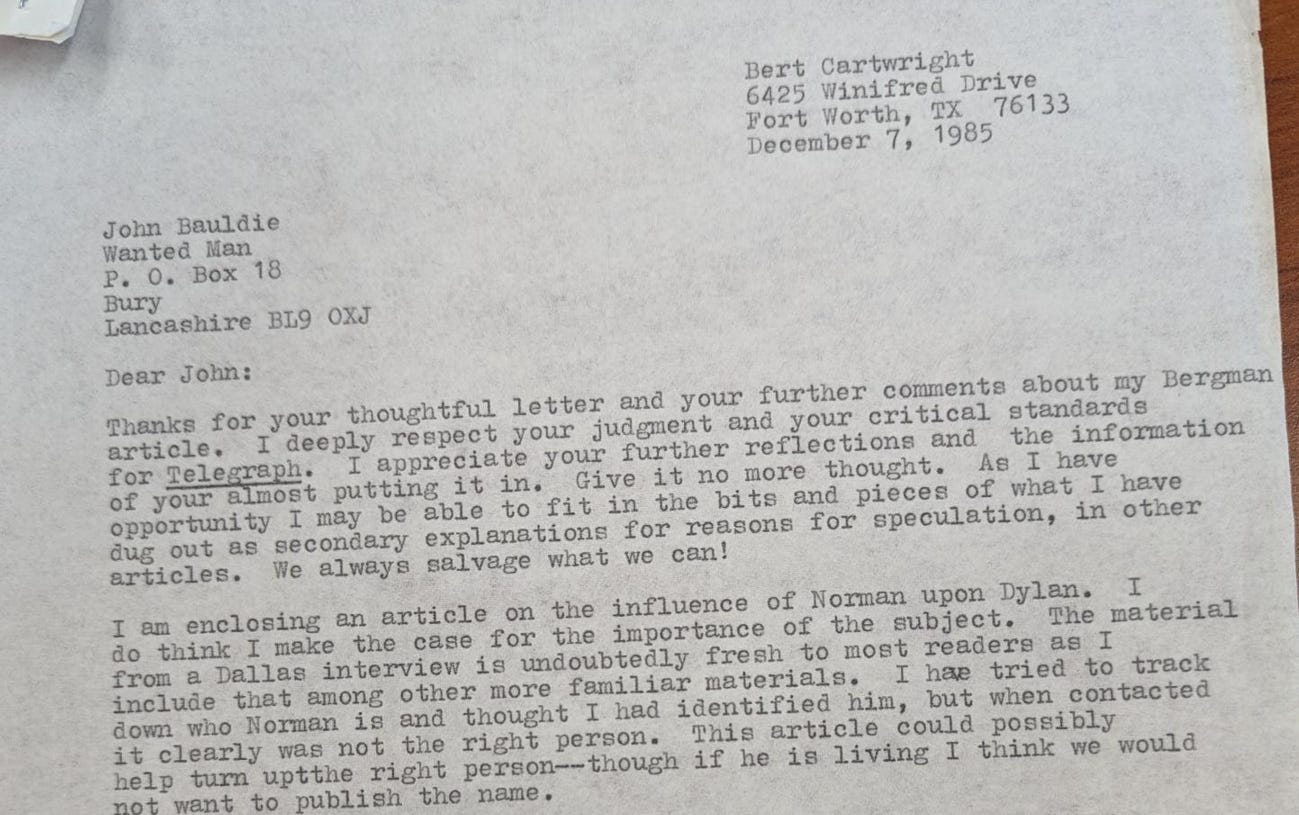 Bert Cartwright
6425 Winifred Drive
Fort Worth, TX  76133
December 7, 1985
John Bauldie
Wanted Man
P. O. Box 18
Bury
Lancashire BL9 OXJ
Dear John:
Thanks for your thoughtful letter and your further comments about my Bergman
article.  I deeply respect your judgment and your critical standards
for Telegraph.  I appreciate your further reflections and  the information
of your almost putting it in.  Give it no more thought.  As I have
opportunity I may be able to fit in the bits and pieces of what I have
dug out as secondary explanations for reasons for speculation, in other
articles.  We always salvage what we can!
I am enclosing an article on the influence of Norman upon Dylan.  I
do think I make the case for the importance of the subject.  The material
from a Dallas interview is undoubtedly fresh to most readers as I
include that among other more familiar materials.  I have tried to track
down who Norman is and thought I had identified him, but when contacted
it clearly was not the right person.  This article could possibly
help turn uptthe right person--though if he is living I think we would
not want to publish the name.